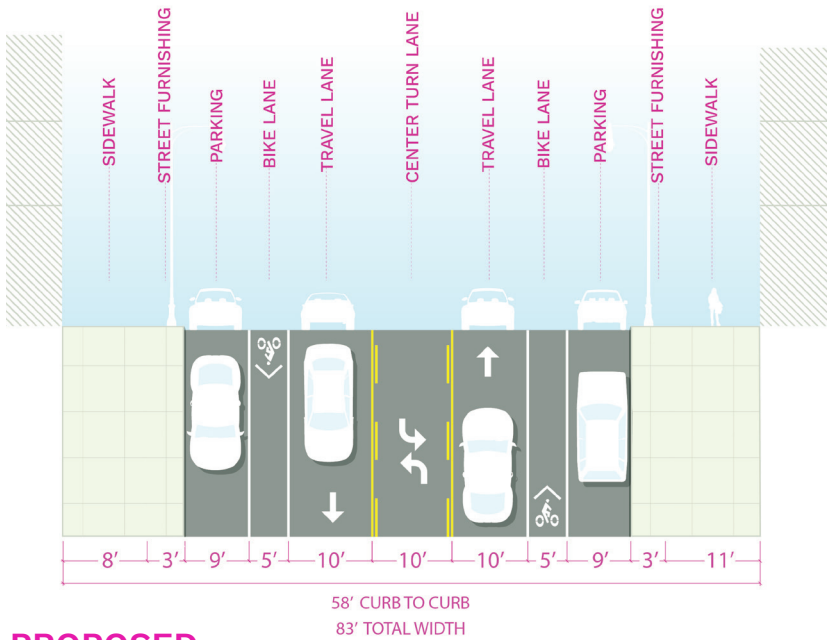 SIDEWALK
STREET FURNISHING
PARKING
BIKE LANE
TRAVEL LANE
CENTER TURN LANE
TRAVEL LANE
BIKE LANE
PARKING
STREET FURNISHING
SIDEWALK
8' 3' 9' 5' 10' 10' 10' 5' 9' 3' 11'
58' CURB TO CURB
83' TOTAL WIDTH
PROPOSED